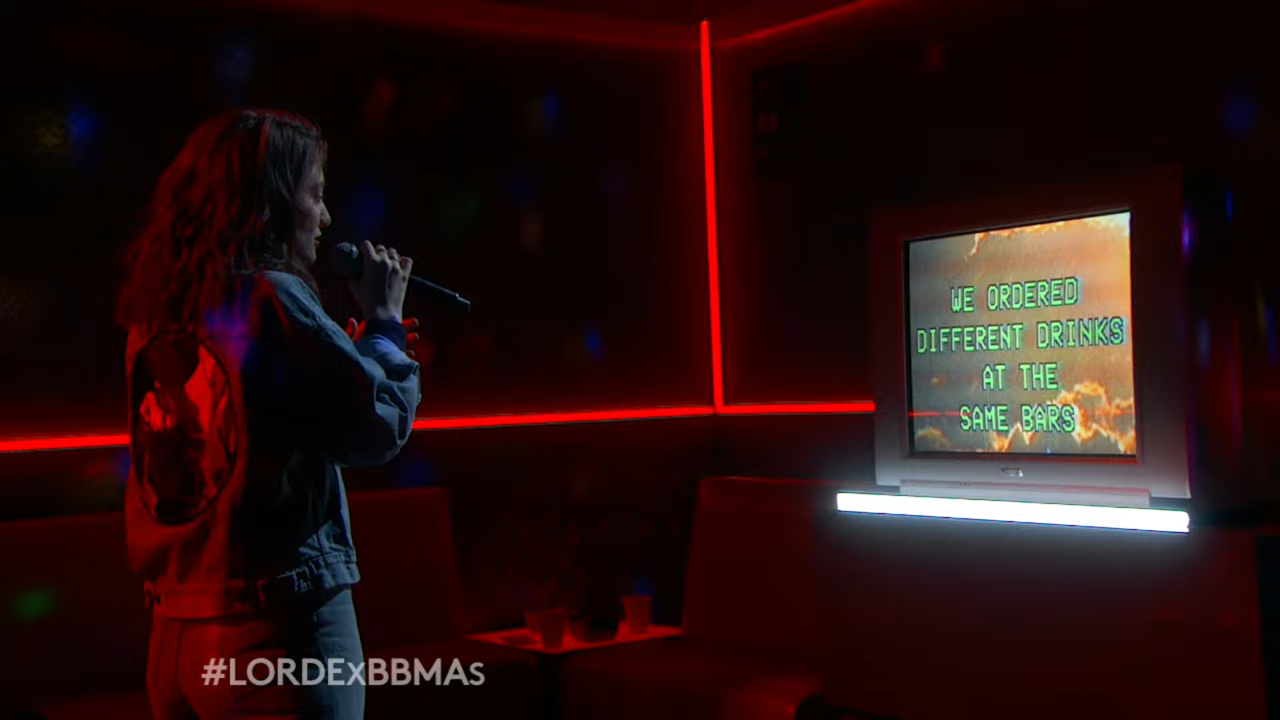 WE ORDERED
DIFFERENT DRINKS
AT THE
SAME BARS
#LORDExBBMAs